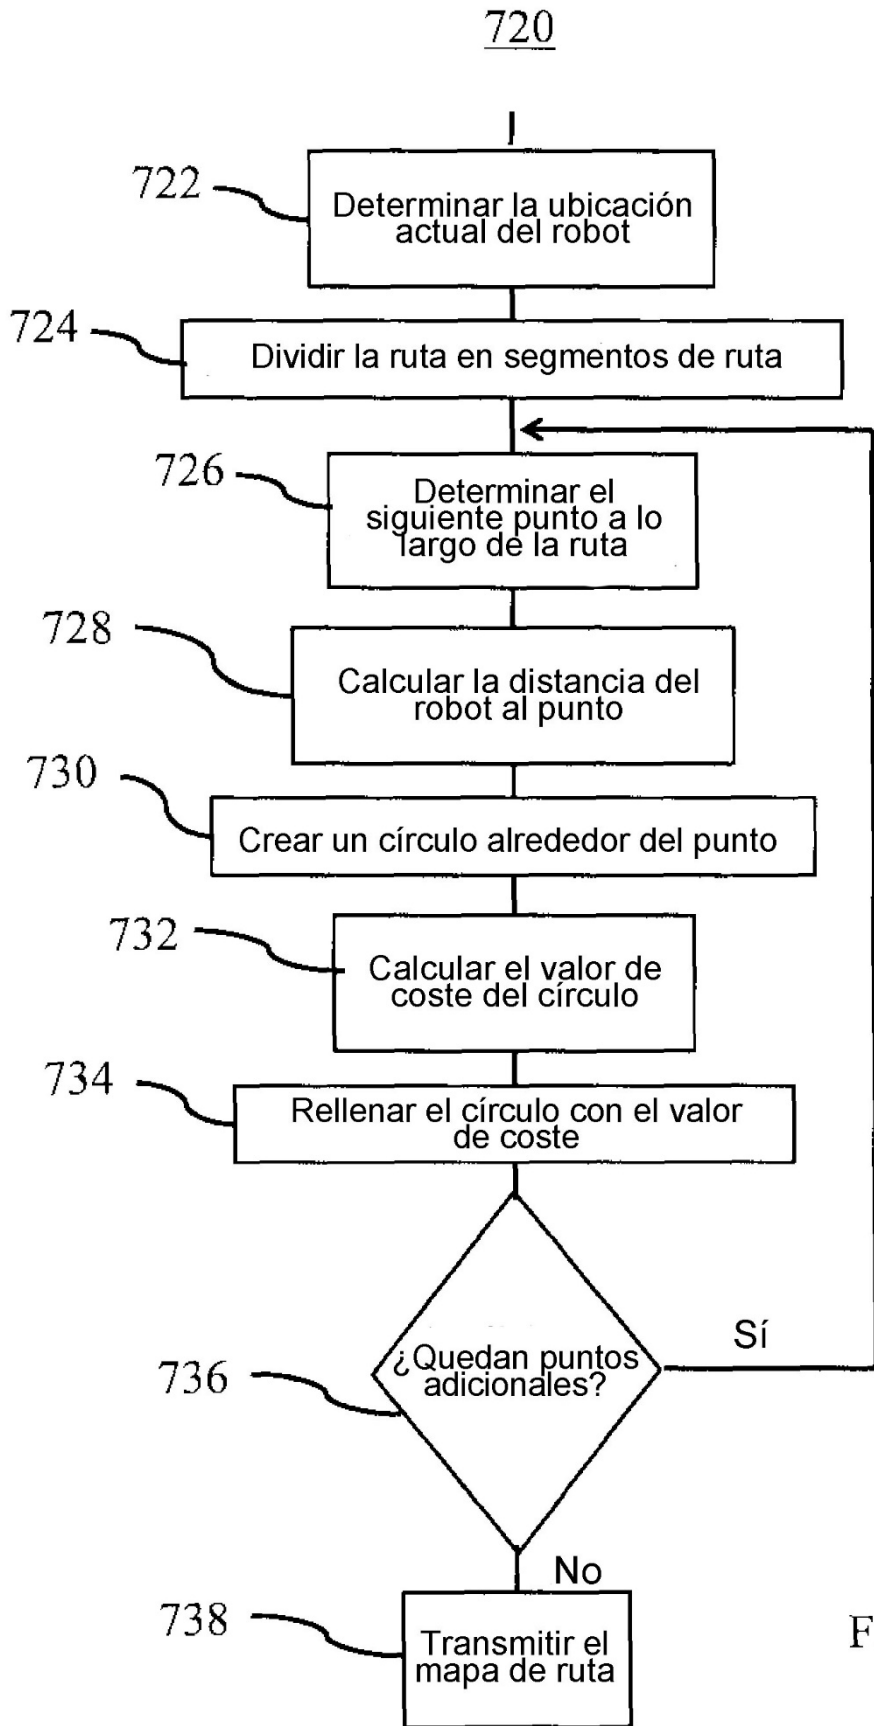 720
722
Determinar la ubicación
actual del robot
724
Dividir la ruta en segmentos de ruta
726
Determinar el
siguiente punto a lo
largo de la ruta
728
Calcular la distancia del
robot al punto
730
Crear un círculo alrededor del punto
732
Calcular el valor de
coste del círculo
734
Rellenar el círculo con el valor
de coste
736
¿Quedan puntos
adicionales?
Sí
No
738
Transmitir el
mapa de ruta
F